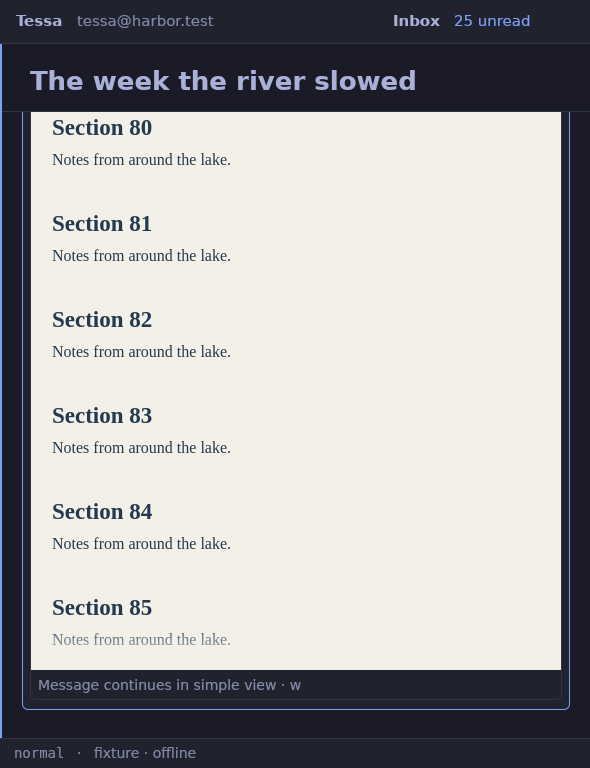 Tessa tessa@harbor.test Inbox 25 unread
The week the river slowed
Section 80
Notes from around the lake.
Section 81
Notes from around the lake.
Section 82
Notes from around the lake.
Section 83
Notes from around the lake.
Section 84
Notes from around the lake.
Section 85
Notes from around the lake.
Message continues in simple view · w
normal · fixture · offline